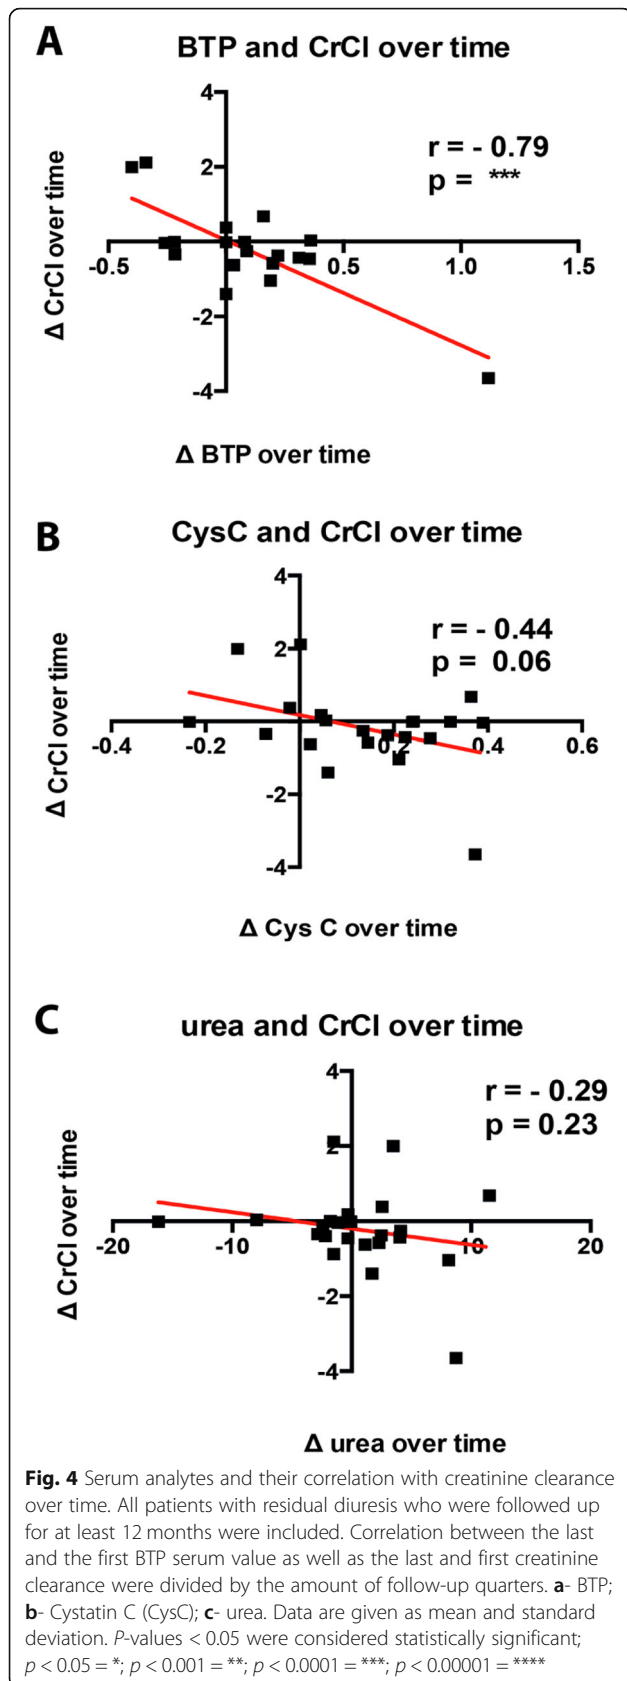 A
BTP and CrCl over time
4
r = - 0.79
p = ***
2
Δ CrCl over time
-0.5
0.5
1.0
1.5
-2
-4
Δ BTP over time
B
CysC and CrCl over time
4
r = - 0.44
p = 0.06
2
Δ CrCl over time
-0.4
-0.2
0.2
0.4
0.6
-2
-4
Δ Cys C over time
C
urea and CrCl over time
4
r = - 0.29
p = 0.23
2
Δ CrCl over time
-20
-10
10
20
-2
-4
Δ urea over time
Fig. 4 Serum analytes and their correlation with creatinine clearance
over time. All patients with residual diuresis who were followed up
for at least 12 months were included. Correlation between the last
and the first BTP serum value as well as the last and first creatinine
clearance were divided by the amount of follow-up quarters. a- BTP;
b- Cystatin C (CysC); c- urea. Data are given as mean and standard
deviation. P-values < 0.05 were considered statistically significant;
p < 0.05 = *; p < 0.001 = **; p < 0.0001 = ***; p < 0.00001 = ****